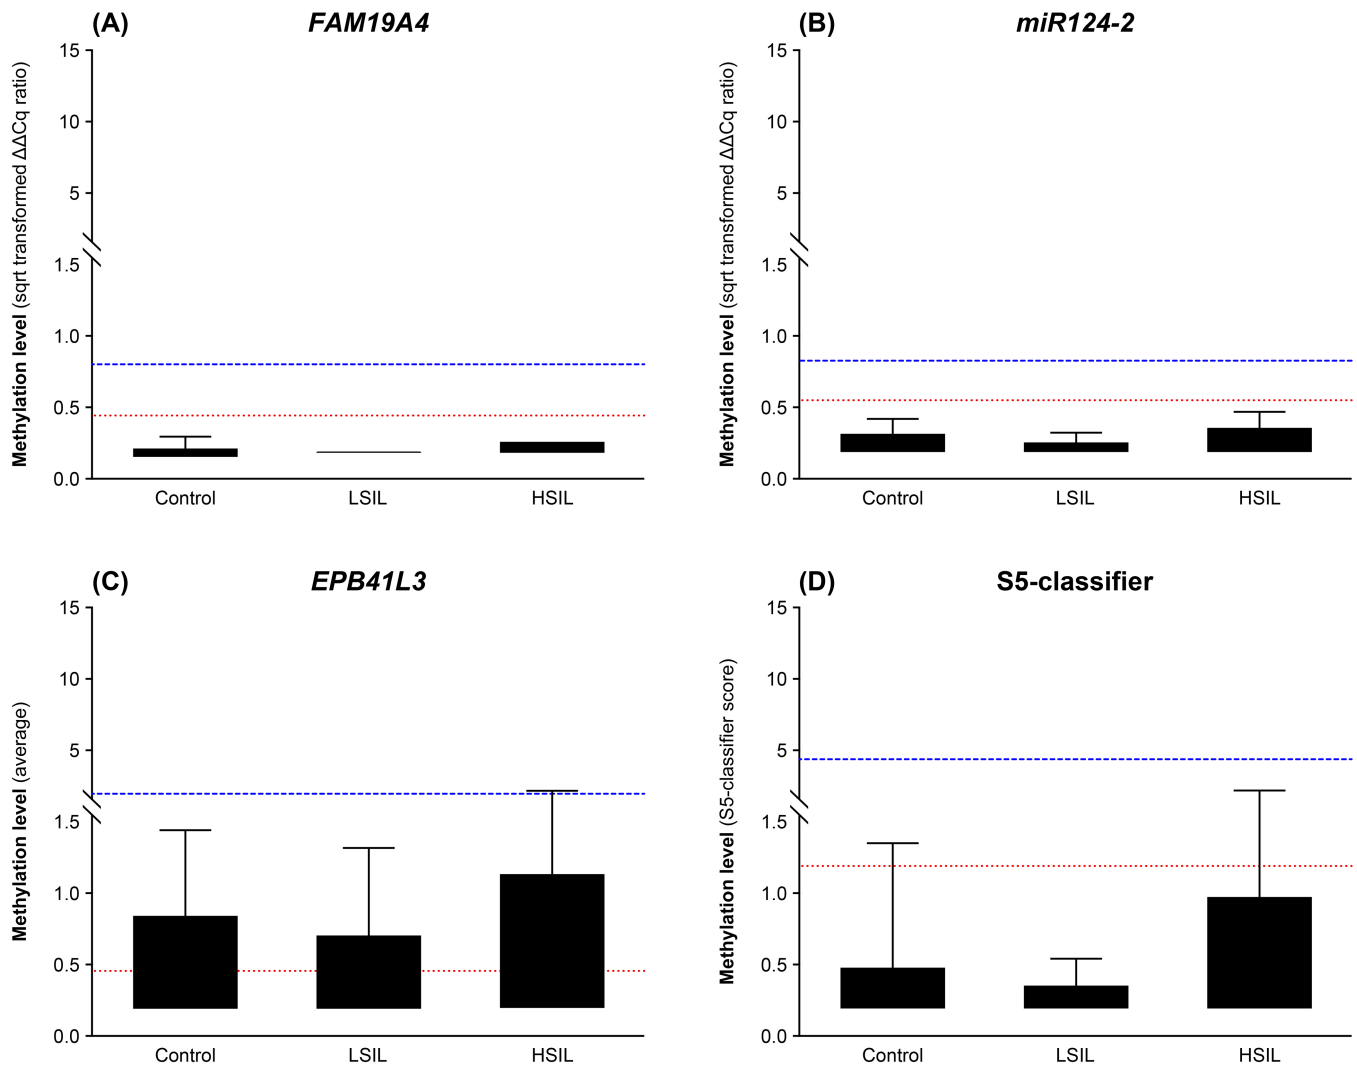 (A) FAM19A4
Methylation level (sqrt transformed ΔΔCq ratio)
15
10
5
1.5
1.0
0.5
0.0
Control LSIL HSIL
(B) miR124-2
Methylation level (sqrt transformed ΔΔCq ratio)
15
10
5
1.5
1.0
0.5
0.0
Control LSIL HSIL
(C) EPB41L3
Methylation level (average)
15
10
5
1.5
1.0
0.5
0.0
Control LSIL HSIL
(D) S5-classifier
Methylation level (S5-classifier score)
15
10
5
1.5
1.0
0.5
0.0
Control LSIL HSIL